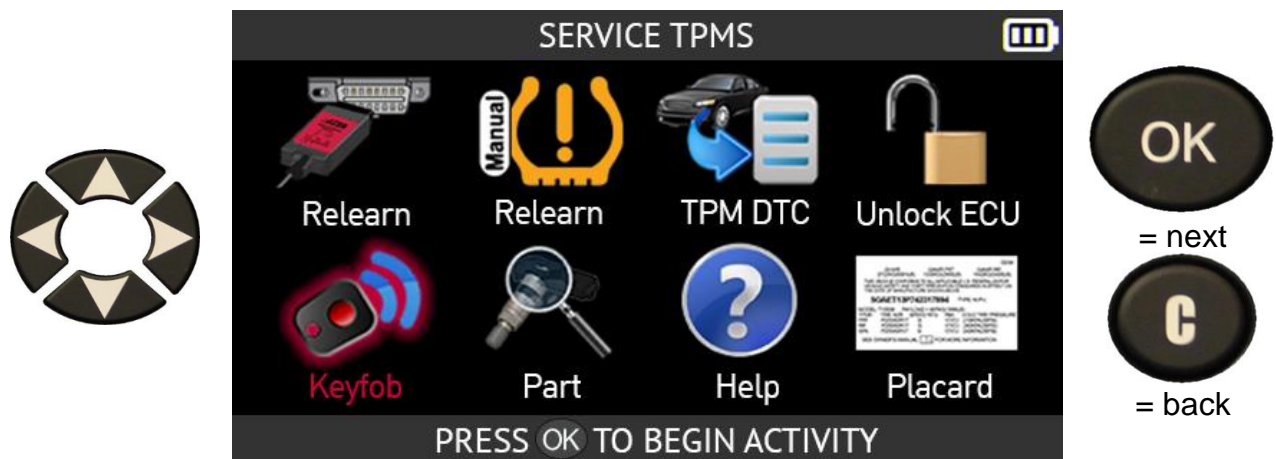 SERVICE TPMS
Manual
Relearn
Relearn
TPM DTC
Unlock ECU
Keyfob
Part
Help
Placard
PRESS OK TO BEGIN ACTIVITY
OK
= next
C
= back